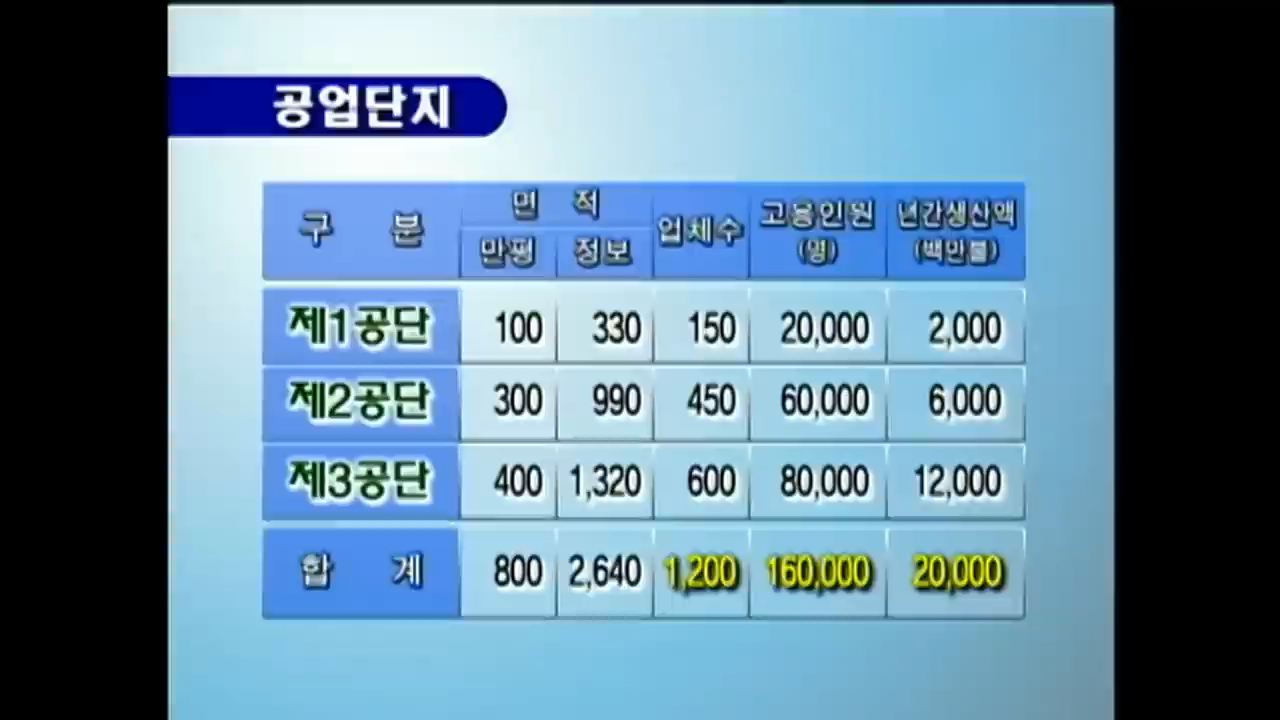 공업단지
구 분 면 적 업체수 고용인원 (명) 년간생산액 (백만불)
만평 정보
제1공단 100 330 150 20,000 2,000
제2공단 300 990 450 60,000 6,000
제3공단 400 1,320 600 80,000 12,000
합 계 800 2,640 1,200 160,000 20,000